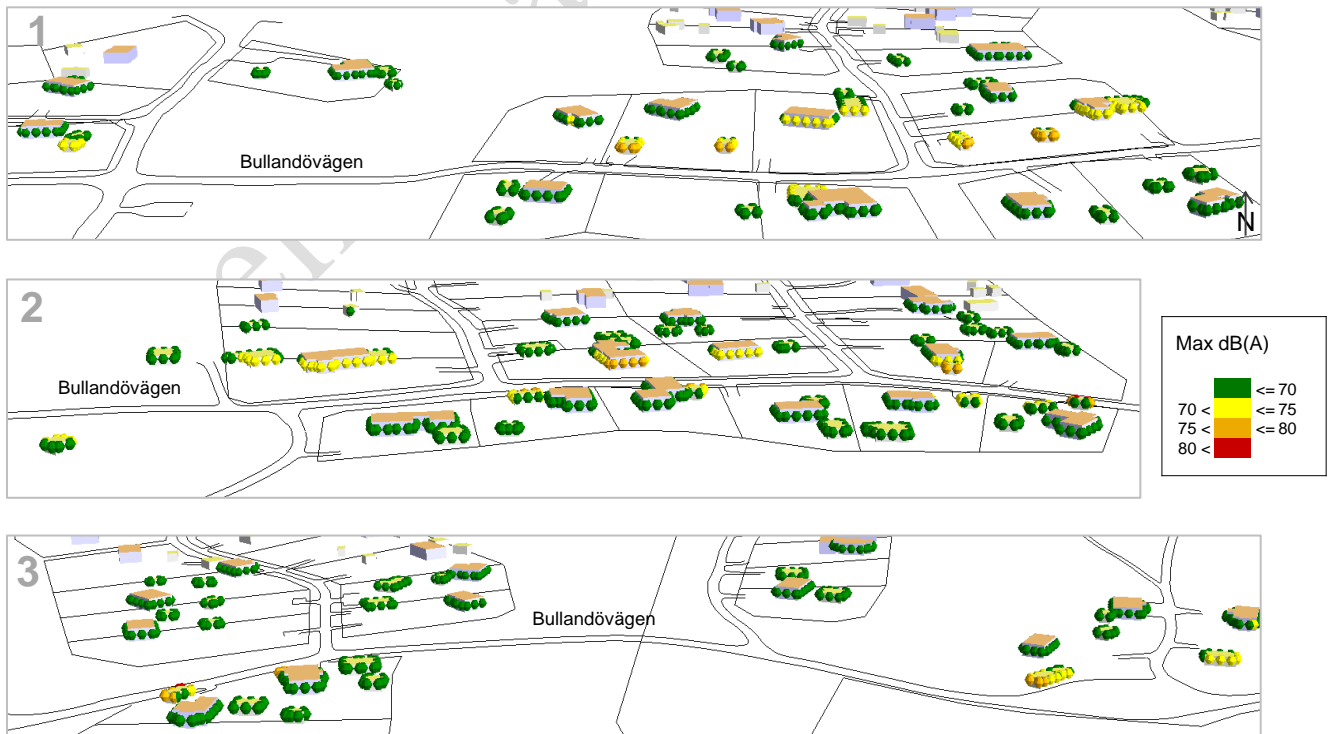 1
Bullandövägen
N
2
Bullandövägen
Max dB(A)
<= 70
70 < <= 75
75 < <= 80
80 <
3
Bullandövägen